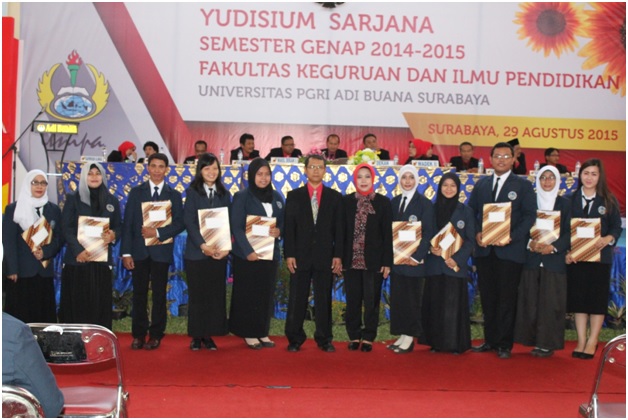 YUDISIUM SARJANA
SEMESTER GENAP 2014-2015
FAKULTAS KEGURUAN DAN ILMU PENDIDIKAN
UNIVERSITAS PGRI ADI BUANA SURABAYA
SURABAYA, 29 AGUSTUS 2015